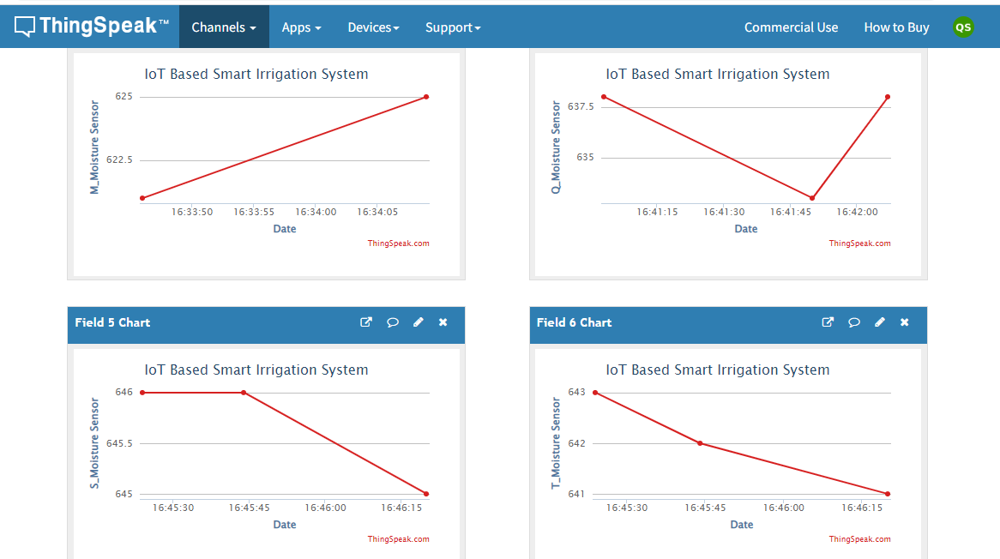 ThingSpeak™ Channels Apps Devices Support Commercial Use How to Buy QS
IoT Based Smart Irrigation System
M_Moisture Sensor
625
622.5
16:33:50 16:33:55 16:34:00 16:34:05
Date
ThingSpeak.com
IoT Based Smart Irrigation System
Q_Moisture Sensor
637.5
635
16:41:15 16:41:30 16:41:45 16:42:00
Date
ThingSpeak.com
Field 5 Chart
IoT Based Smart Irrigation System
S_Moisture Sensor
646
645.5
645
16:45:30 16:45:45 16:46:00 16:46:15
Date
ThingSpeak.com
Field 6 Chart
IoT Based Smart Irrigation System
T_Moisture Sensor
643
642
641
16:45:30 16:45:45 16:46:00 16:46:15
Date
ThingSpeak.com